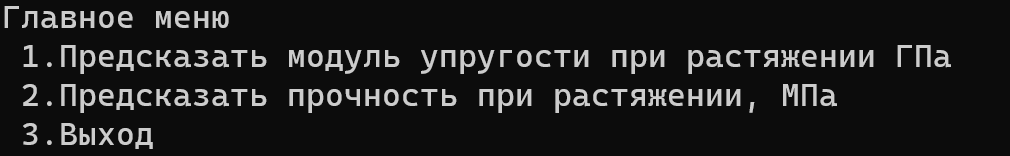 Главное меню
1.Предсказать модуль упругости при растяжении ГПа
2.Предсказать прочность при растяжении, МПа
3.Выход